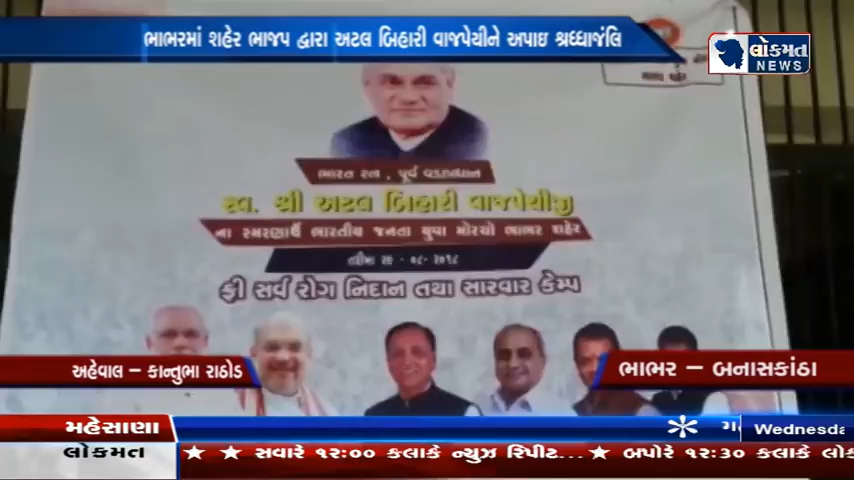 ભાભરમાં શહેર ભાજપ દ્વારા અટલ બિહારી વાજપેયીને અપાઇ શ્રધ્ધાજંલિ
લોકમત
NEWS
ભારત રત્ન , પૂર્વ વડાપ્રધાન
સ્વ. શ્રી અટલ બિહારી વાજપેયીજી
ના સ્મરણાર્થે ભારતીય જનતા યુવા મોરચો ભાભર શહેર
૦૮ - ૨૦૧૮
ફ્રી સર્વ રોગ નિદાન તથા સારવાર કેમ્પ
અહેવાલ - કાન્તુભા રાઠોડ
ભાભર - બનાસકાંઠા
મહેસાણા
Wednesda
લોકમત
સવારે ૧૨:૦૦ કલાકે ન્યુઝ રિપીટ... ★ બપોરે ૧૨:૩૦ કલાકે લોક